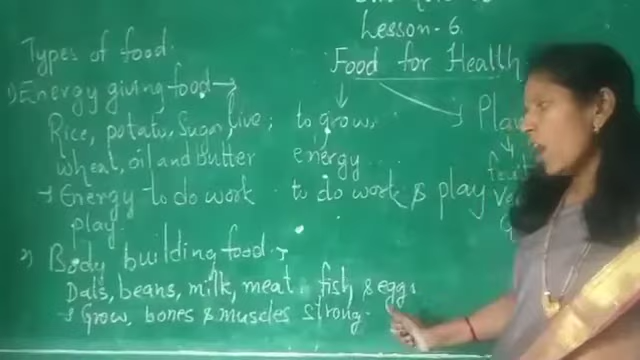 Lesson-6.
Food for Health
Types of food.
1) Energy giving food →
Rice, potato, Sugar,
wheat, oil and butter
→ Energy to do work
play.
live; to grow,
energy
to do work & play
2) Body building food →
Dals, beans, milk, meat, fish & eggs
→ Grow, bones & muscles strong.